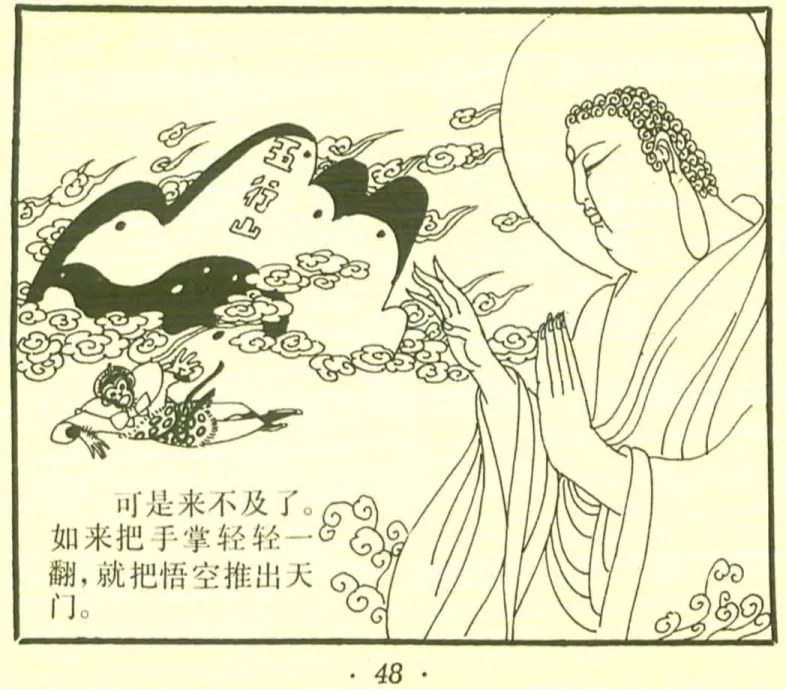 五行山
可是来不及了。
如来把手掌轻轻一
翻,就把悟空推出天
门。
· 48 ·